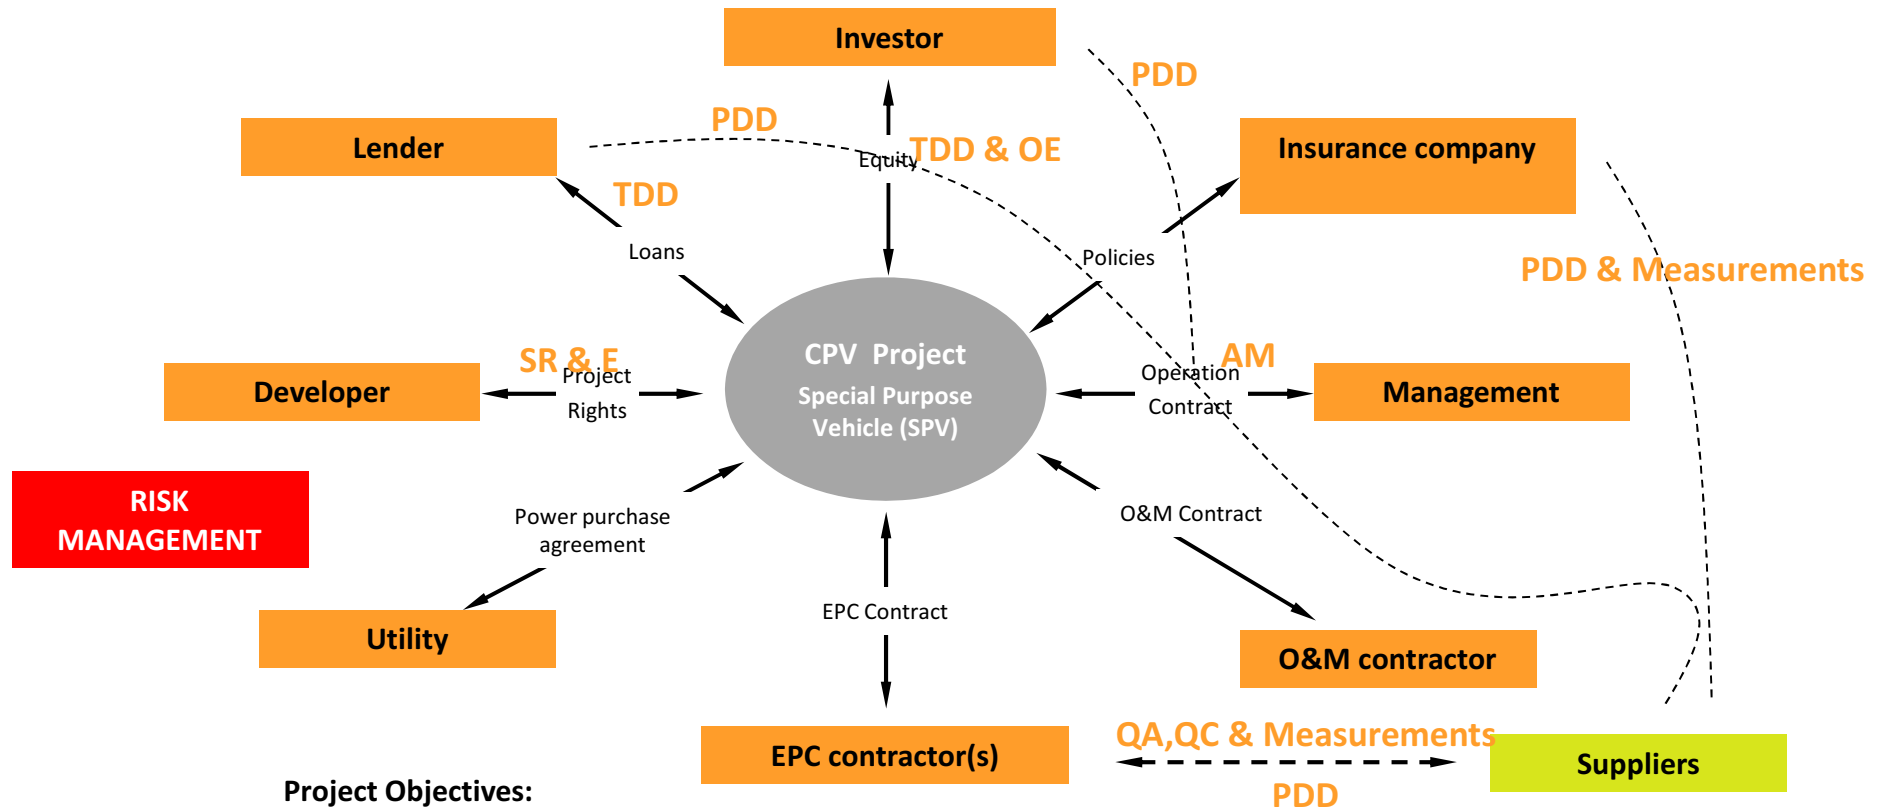 Investor
PDD
PDD
Lender
Insurance company
Equity
TDD & OE
TDD
Loans
Policies
PDD & Measurements
CPV  Project
Special Purpose
Vehicle (SPV)
SR & E
Project
Rights
Developer
AM
Operation
Contract
Management
RISK
MANAGEMENT
Power purchase
agreement
O&M Contract
EPC Contract
Utility
O&M contractor
QA,QC & Measurements
EPC contractor(s)
Suppliers
PDD
Project Objectives: